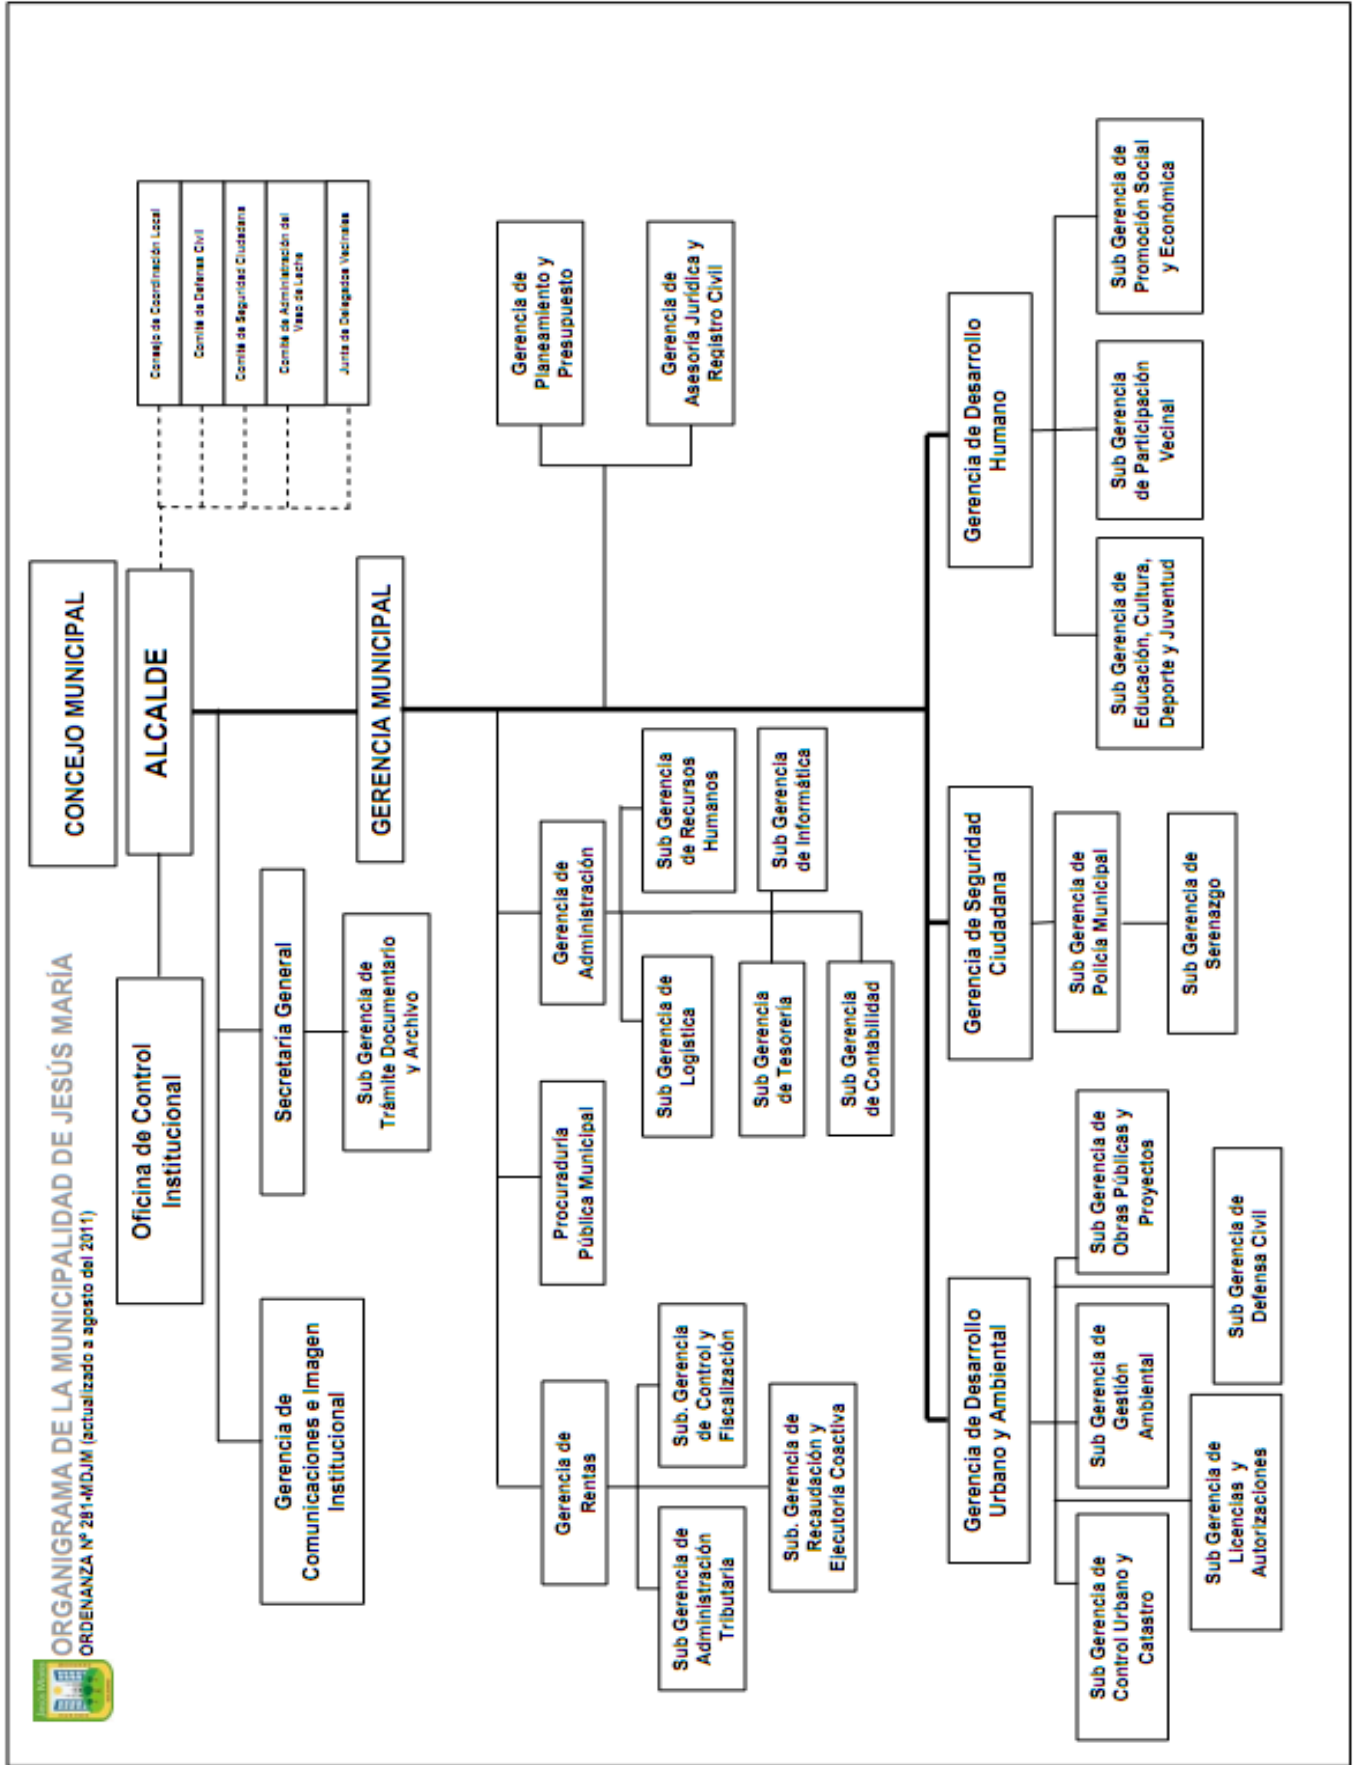 Jesús María
ORGANIGRAMA DE LA MUNICIPALIDAD DE JESÚS MARÍA
ORDENANZA Nº 281-MDJM (actualizado a agosto del 2011)
CONCEJO MUNICIPAL
ALCALDE
Oficina de Control
Institucional
Consejo de Coordinación Local
Comité de Defensa Civil
Comité de Seguridad Ciudadana
Comité de Administración del
Vaso de Leche
Junta de Delegados Vecinales
Gerencia de
Comunicaciones e Imagen
Institucional
Secretaría General
Sub Gerencia de
Trámite Documentario
y Archivo
GERENCIA MUNICIPAL
Gerencia de
Planeamiento y
Presupuesto
Gerencia de
Asesoría Jurídica y
Registro Civil
Gerencia de
Rentas
Procuraduría
Pública Municipal
Gerencia de
Administración
Sub Gerencia de
Administración
Tributaria
Sub. Gerencia
de Control y
Fiscalización
Sub. Gerencia de
Recaudación y
Ejecutoría Coactiva
Sub Gerencia de
Logística
Sub Gerencia
de Recursos
Humanos
Sub Gerencia
de Tesorería
Sub Gerencia
de Informática
Sub Gerencia
de Contabilidad
Gerencia de Desarrollo
Urbano y Ambiental
Gerencia de Seguridad
Ciudadana
Gerencia de Desarrollo
Humano
Sub Gerencia de
Control Urbano y
Catastro
Sub Gerencia de
Gestión
Ambiental
Sub Gerencia de
Obras Públicas y
Proyectos
Sub Gerencia de
Licencias y
Autorizaciones
Sub Gerencia de
Defensa Civil
Sub Gerencia de
Policía Municipal
Sub Gerencia de
Serenazgo
Sub Gerencia de
Educación, Cultura,
Deporte y Juventud
Sub Gerencia
de Participación
Vecinal
Sub Gerencia de
Promoción Social
y Económica